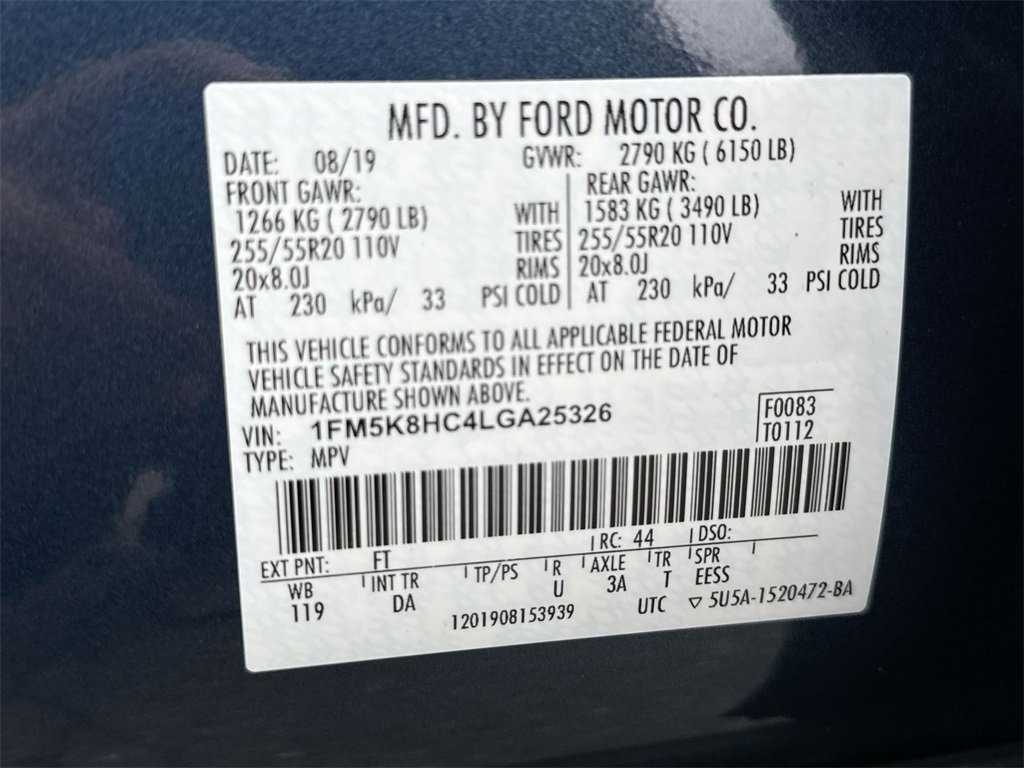 MFD. BY FORD MOTOR CO.
DATE: 08/19 GVWR: 2790 KG ( 6150 LB)
FRONT GAWR: REAR GAWR:
1266 KG ( 2790 LB) WITH 1583 KG ( 3490 LB) WITH
255/55R20 110V TIRES 255/55R20 110V TIRES
20x8.0J RIMS 20x8.0J RIMS
AT 230 kPa/ 33 PSI COLD AT 230 kPa/ 33 PSI COLD
THIS VEHICLE CONFORMS TO ALL APPLICABLE FEDERAL MOTOR
VEHICLE SAFETY STANDARDS IN EFFECT ON THE DATE OF
MANUFACTURE SHOWN ABOVE.
VIN: 1FM5K8HC4LGA25326 F0083
TYPE: MPV T0112
EXT PNT: FT RC: 44 DSO:
WB INT TR TP/PS R AXLE TR SPR
119 DA U 3A T EESS
1201908153939 UTC ▽ 5U5A-1520472-BA